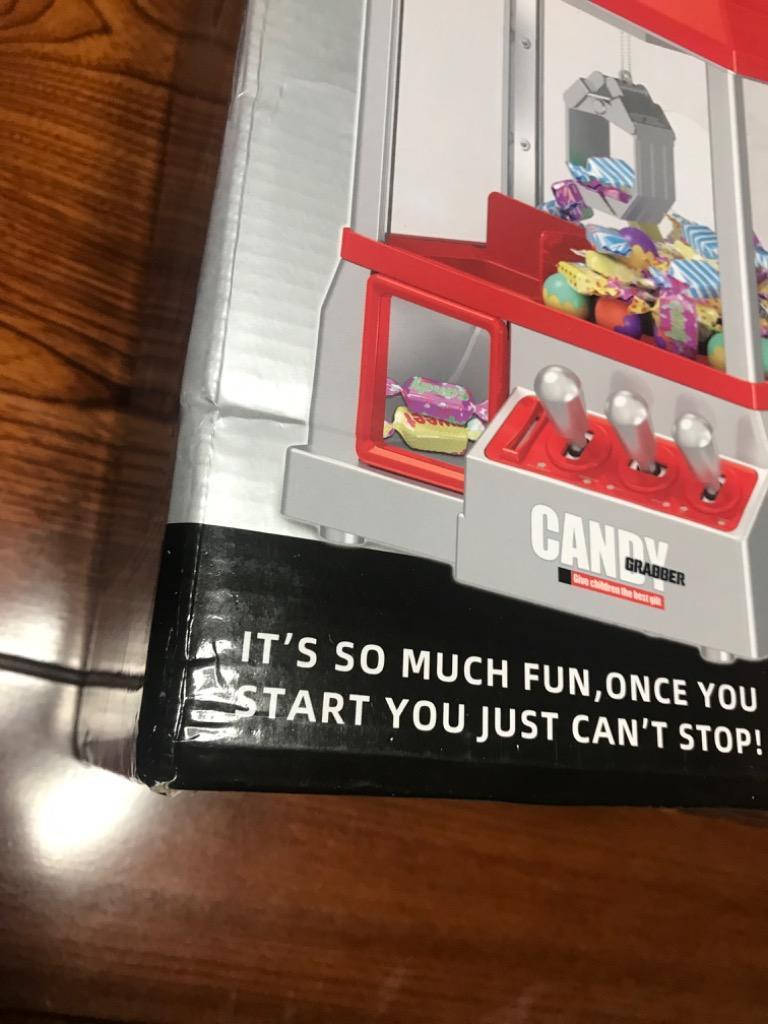 CANDY
GRABBER
Give children the best gift
IT'S SO MUCH FUN,ONCE YOU
START YOU JUST CAN'T STOP!